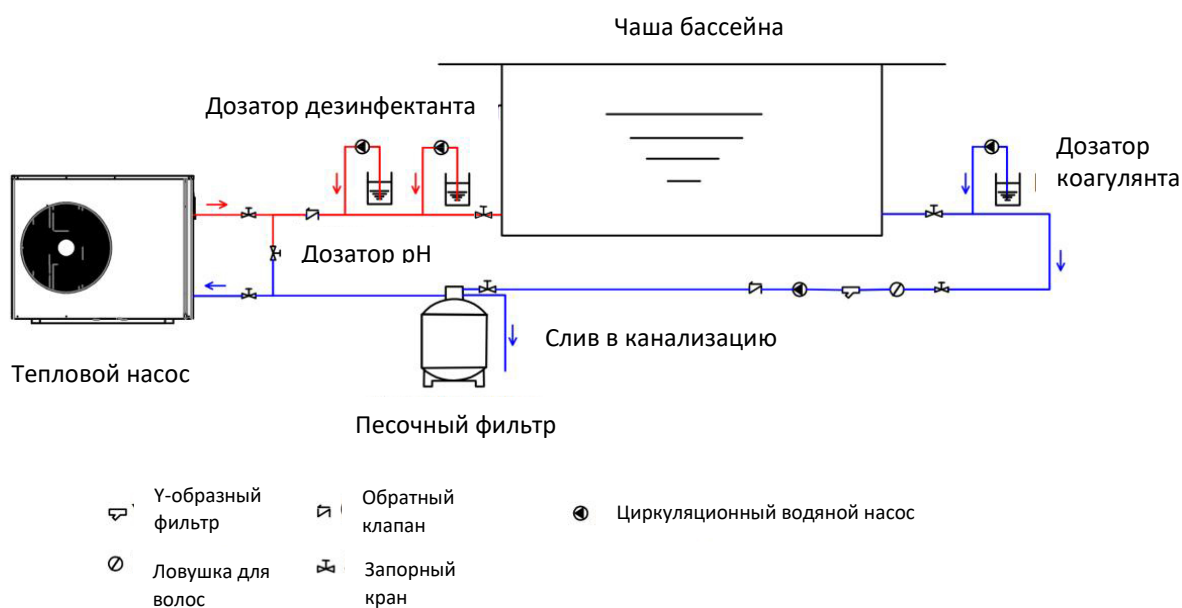 Чаша бассейна
Дозатор дезинфектанта
Дозатор
коагулянта
Дозатор pH
Слив в канализацию
Тепловой насос
Песочный фильтр
Y-образный
фильтр
Обратный
клапан
Циркуляционный водяной насос
Ловушка для
волос
Запорный
кран